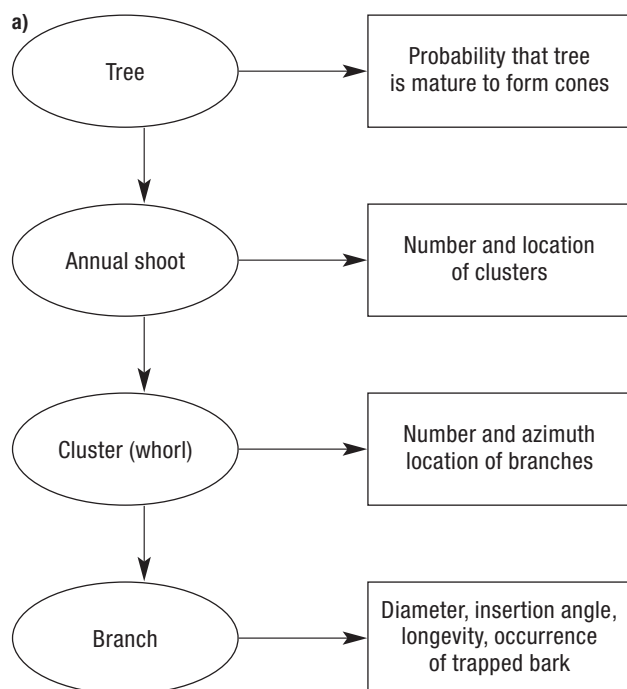 a)
Tree
Probability that tree
is mature to form cones
Annual shoot
Number and location
of clusters
Cluster (whorl)
Number and azimuth
location of branches
Branch
Diameter, insertion angle,
longevity, occurrence
of trapped bark